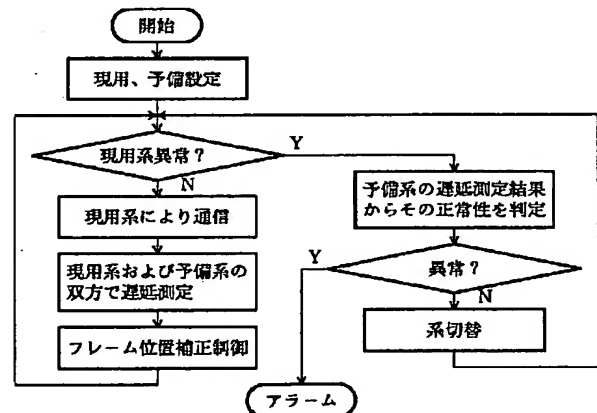 開始
現用、予備設定
現用系異常？
Y
N
現用系により通信
現用系および予備系の
双方で遅延測定
フレーム位置補正制御
予備系の遅延測定結果
からその正常性を判定
異常？
Y
N
系切替
アラーム